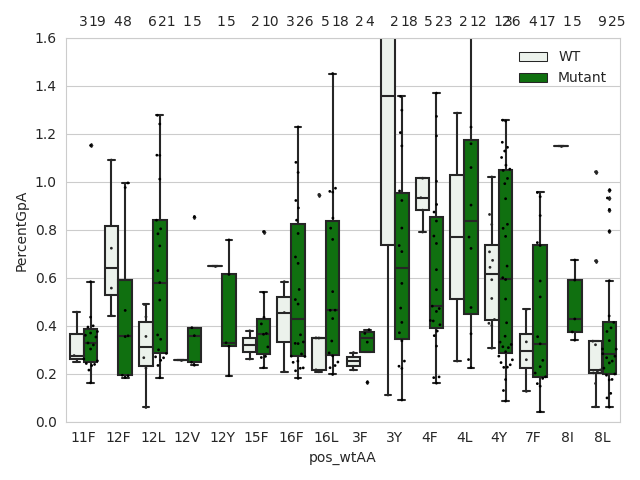 3 19 4 8 6 21 1 5 1 5 2 10 3 26 5 18 2 4 2 18 5 23 2 12 12 36 4 17 1 5 9 25
1.6
WT
1.4
Mutant
1.2
1.0
0.8
0.6
0.4
0.2
0.0
PercentGpA
11F 12F 12L 12V 12Y 15F 16F 16L 3F 3Y 4F 4L 4Y 7F 8I 8L
pos_wtAA